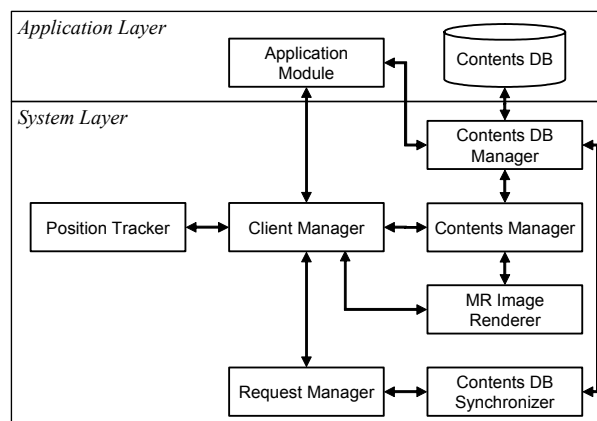 Application Layer
Application
Module
Contents DB
System Layer
Contents DB
Manager
Position Tracker
Client Manager
Contents Manager
MR Image
Renderer
Request Manager
Contents DB
Synchronizer